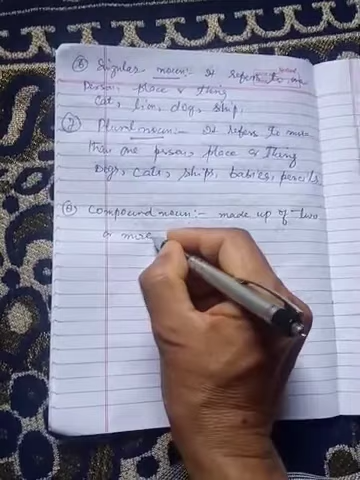 ⑥ Singular noun:- It refers to one
person, place or thing
Cat, lion, dog, ship.
⑦ Plural noun:- It refers to more
than one person, place or thing
Dogs, cats, ships, babies, pencils
⑧ Compound noun:- made up of two
or more